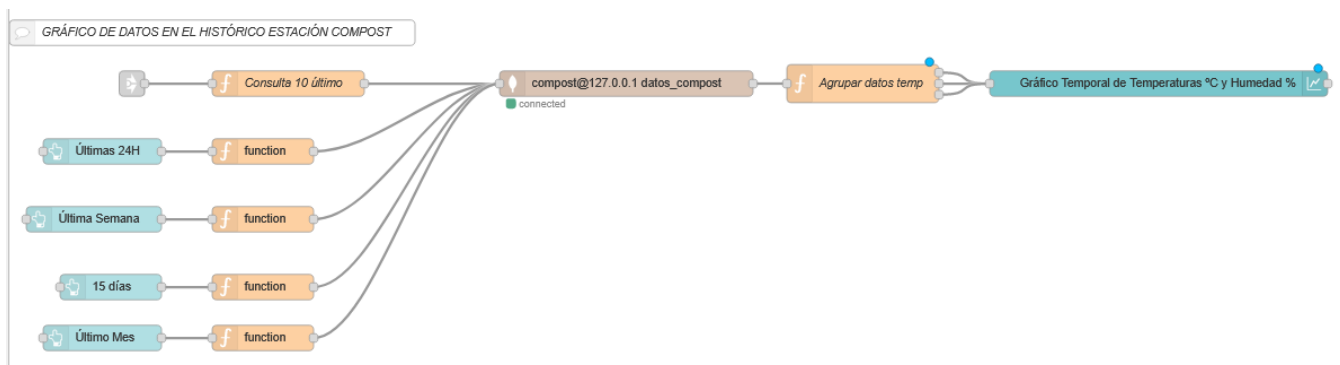 GRÁFICO DE DATOS EN EL HISTÓRICO ESTACIÓN COMPOST
Consulta 10 último
compost@127.0.0.1 datos_compost
connected
Agrupar datos temp
Gráfico Temporal de Temperaturas ºC y Humedad %
Últimas 24H
function
Última Semana
function
15 días
function
Último Mes
function